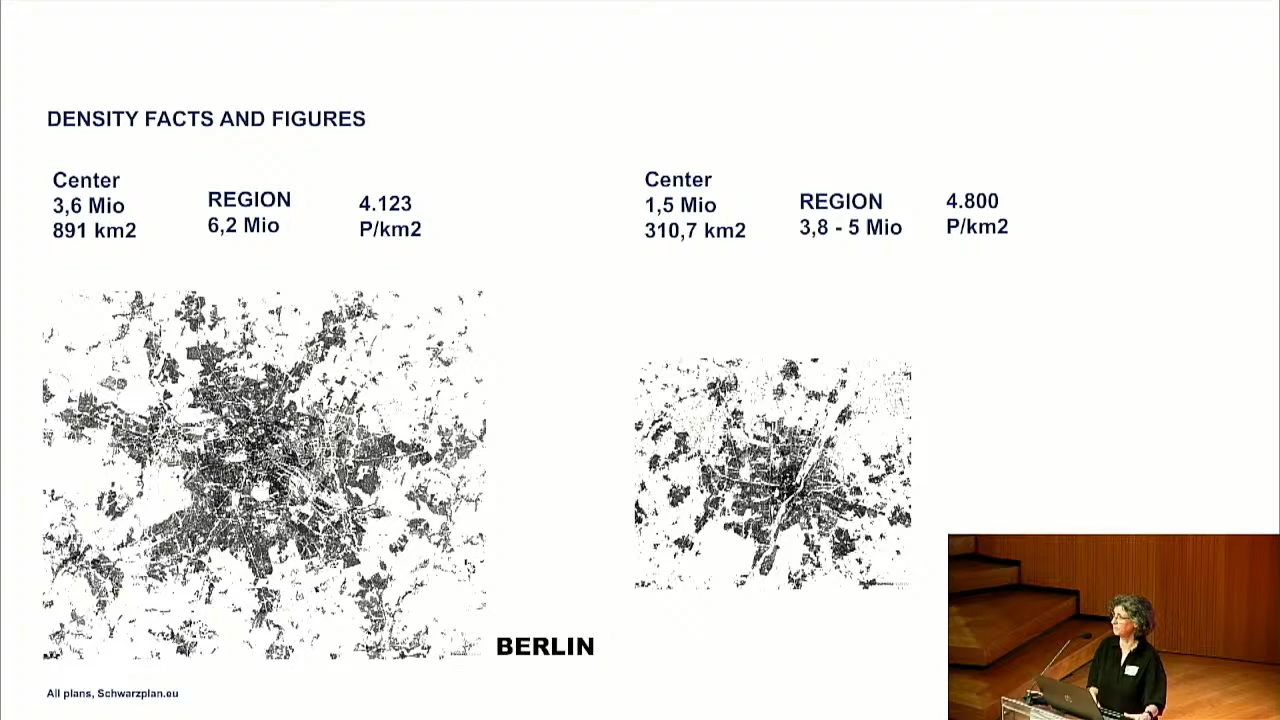 DENSITY FACTS AND FIGURES
Center
3,6 Mio
891 km2
REGION
6,2 Mio
4.123
P/km2
Center
1,5 Mio
310,7 km2
REGION
3,8 - 5 Mio
4.800
P/km2
BERLIN
All plans, Schwarzplan.eu